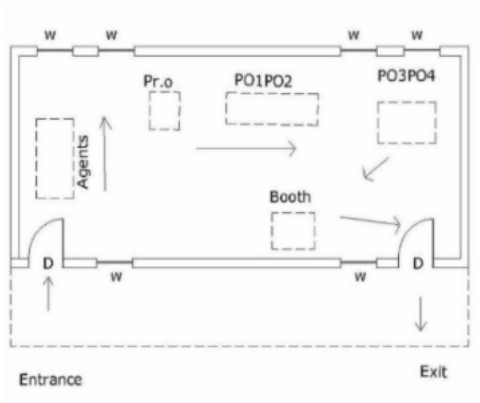 W W W W
Pr.o PO1PO2 PO3PO4
Agents
Booth
D D
W W
Entrance Exit